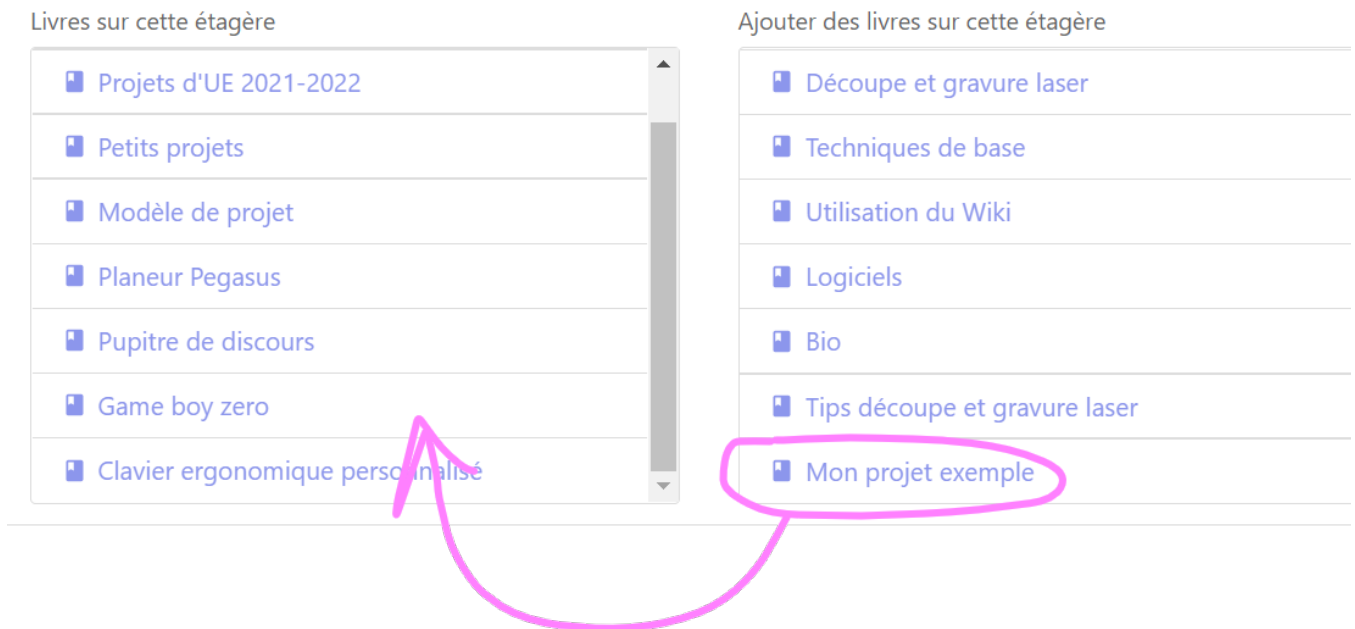 Livres sur cette étagère
Projets d'UE 2021-2022
Petits projets
Modèle de projet
Planeur Pegasus
Pupitre de discours
Game boy zero
Clavier ergonomique personnalisé
Ajouter des livres sur cette étagère
Découpe et gravure laser
Techniques de base
Utilisation du Wiki
Logiciels
Bio
Tips découpe et gravure laser
Mon projet exemple